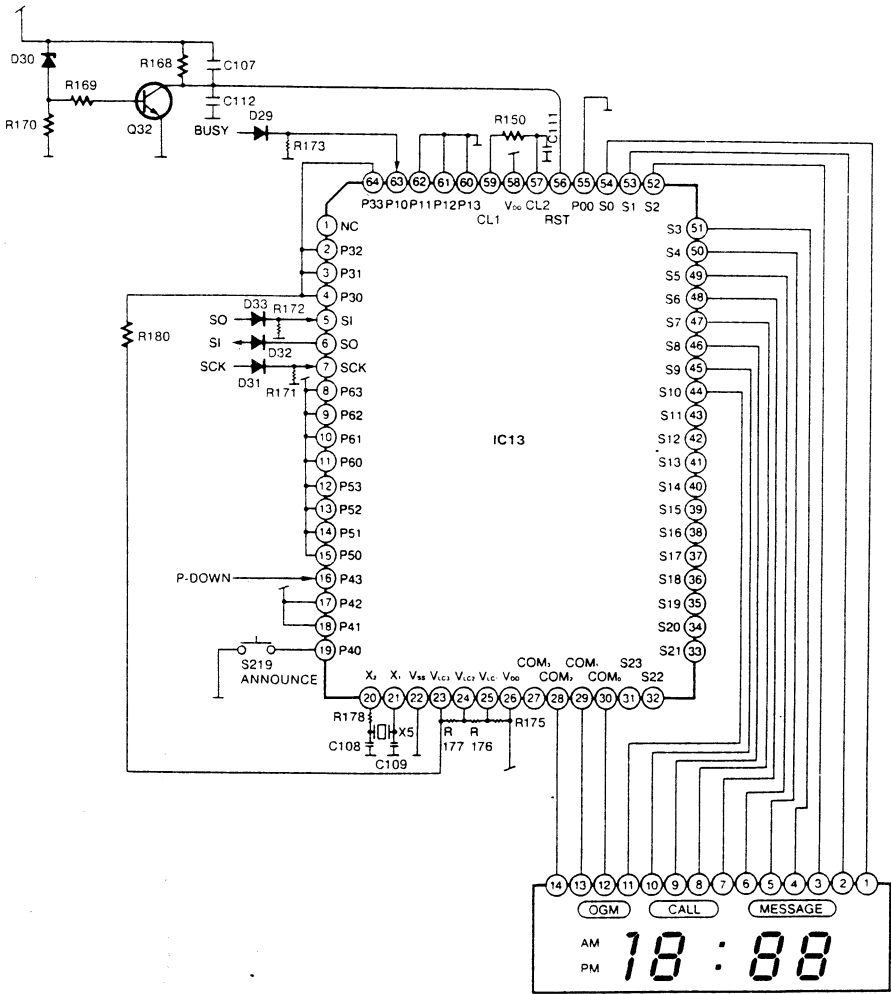 D30
R168
C107
R169
C112
D29
R150
C111
R170
Q32
BUSY
R173
64 63 62 61 60 59 58 57 56 55 54 53 52
P33 P10 P11 P12 P13 VDD CL2 P00 S0 S1 S2
CL1 RST
1 NC
2 P32
3 P31
4 P30
R180
SO D33 R172 5 SI
SI D32 6 SO
SCK D31 R171 7 SCK
8 P63
9 P62
10 P61
11 P60
12 P53
13 P52
14 P51
15 P50
P-DOWN 16 P43
17 P42
18 P41
19 P40
S219
ANNOUNCE
IC13
S3 51
S4 50
S5 49
S6 48
S7 47
S8 46
S9 45
S10 44
S11 43
S12 42
S13 41
S14 40
S15 39
S16 38
S17 37
S18 36
S19 35
S20 34
S21 33
COM3 COM1 S23
X2 X1 VSS VLC3 VLC2 VLC1 VDD COM2 COM0 S22
20 21 22 23 24 25 26 27 28 29 30 31 32
R178
X5
R
177
R
176
R175
C108
C109
14 13 12 11 10 9 8 7 6 5 4 3 2 1
OGM CALL MESSAGE
AM
PM
18:88